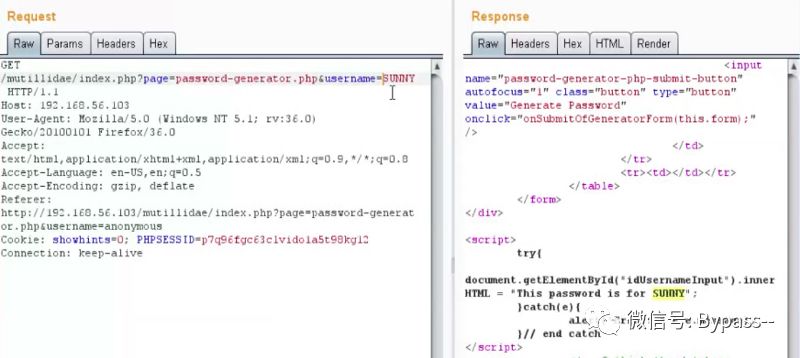 Request
Raw Params Headers Hex
GET
/mutillidae/index.php?page=password-generator.php&username=SUNNY
HTTP/1.1
Host: 192.168.56.103
User-Agent: Mozilla/5.0 (Windows NT 5.1; rv:36.0)
Gecko/20100101 Firefox/36.0
Accept:
text/html,application/xhtml+xml,application/xml;q=0.9,*/*;q=0.8
Accept-Language: en-US,en;q=0.5
Accept-Encoding: gzip, deflate
Referer:
http://192.168.56.103/mutillidae/index.php?page=password-generat
or.php&username=anonymous
Cookie: showhints=0; PHPSESSID=p7q96fgc63clvido1a5t98kgl2
Connection: keep-alive
Response
Raw Headers Hex HTML Render
<input
name="password-generator-php-submit-button"
autofocus="1" class="button" type="button"
value="Generate Password"
onclick="onSubmitOfGeneratorForm(this.form);"
/>
</td>
</tr>
<tr><td></td></tr>
</table>
</form>
</div>
<script>
try{
document.getElementById("idUsernameInput").inner
HTML = "This password is for SUNNY";
}catch(e){
}// end catch
</script>
微信号: Bypass--